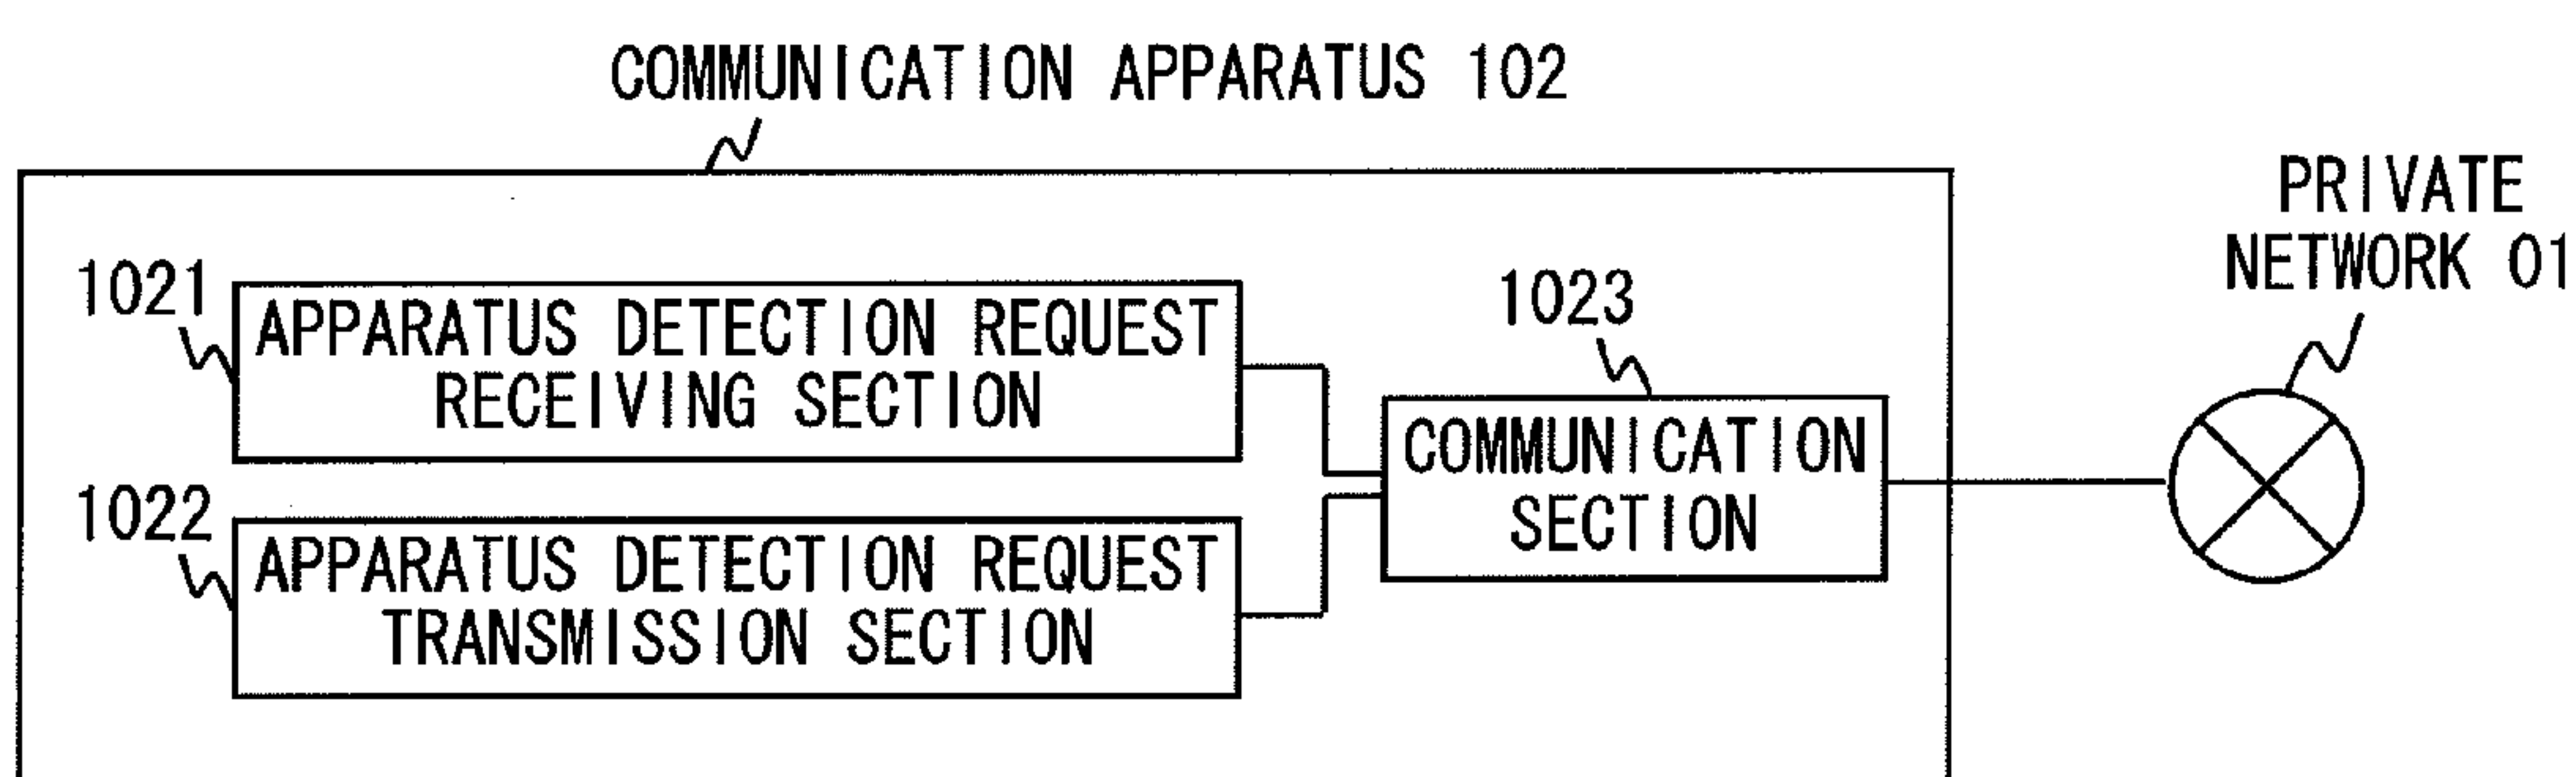 COMMUNICATION APPARATUS 102
PRIVATE
NETWORK 01
1021
APPARATUS DETECTION REQUEST
RECEIVING SECTION
1023
COMMUNICATION
SECTION
1022
APPARATUS DETECTION REQUEST
TRANSMISSION SECTION